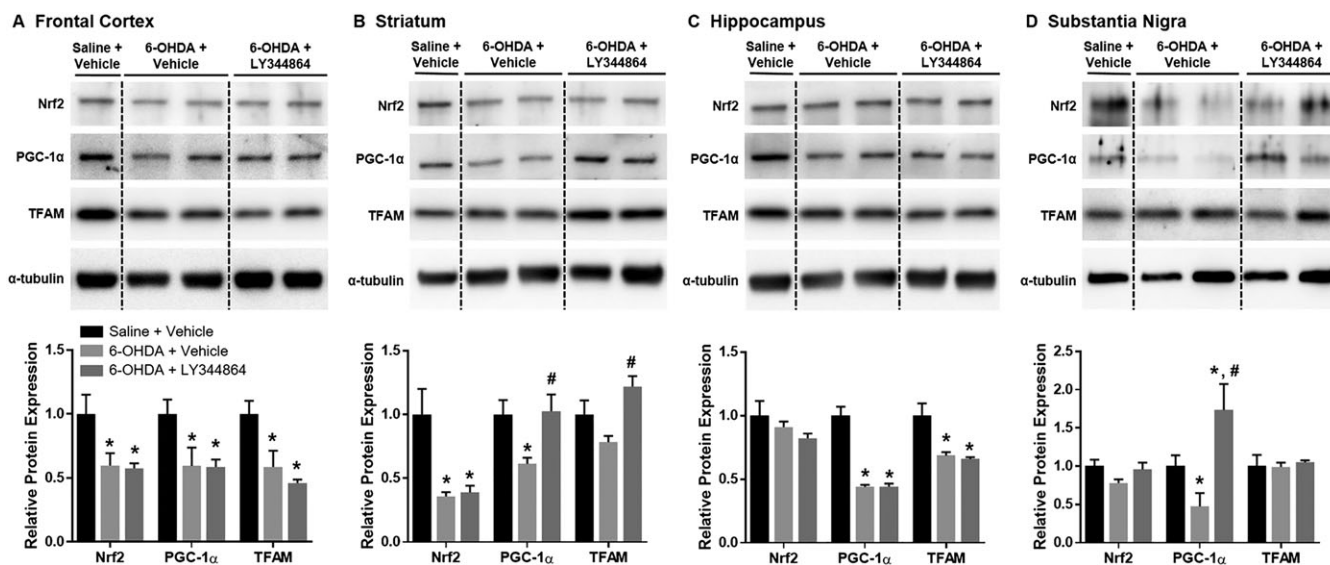 A Frontal Cortex
Saline +
Vehicle
6-OHDA +
Vehicle
6-OHDA +
LY344864
Nrf2
PGC-1α
TFAM
α-tubulin
Relative Protein Expression
1.5
1.0
0.5
0.0
Saline + Vehicle
6-OHDA + Vehicle
6-OHDA + LY344864
* * * * * *
Nrf2 PGC-1α TFAM
B Striatum
Saline +
Vehicle
6-OHDA +
Vehicle
6-OHDA +
LY344864
Nrf2
PGC-1α
TFAM
α-tubulin
Relative Protein Expression
1.5
1.0
0.5
0.0
* * * # #
Nrf2 PGC-1α TFAM
C Hippocampus
Saline +
Vehicle
6-OHDA +
Vehicle
6-OHDA +
LY344864
Nrf2
PGC-1α
TFAM
α-tubulin
Relative Protein Expression
1.5
1.0
0.5
0.0
* * * *
Nrf2 PGC-1α TFAM
D Substantia Nigra
Saline +
Vehicle
6-OHDA +
Vehicle
6-OHDA +
LY344864
Nrf2
PGC-1α
TFAM
α-tubulin
Relative Protein Expression
2.5
2.0
1.5
1.0
0.5
0.0
* *, #
Nrf2 PGC-1α TFAM